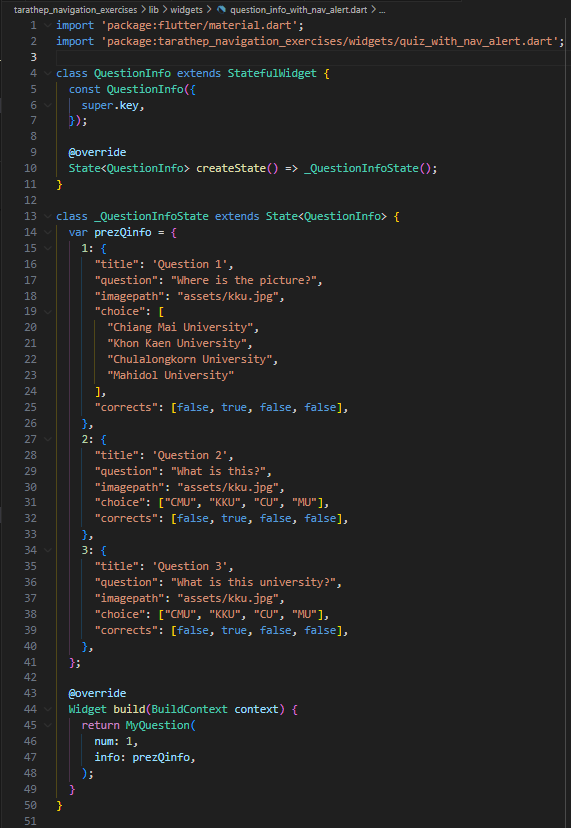 tarathep_navigation_exercises > lib > widgets > question_info_with_nav_alert.dart > ...
1 import 'package:flutter/material.dart';
2 import 'package:tarathep_navigation_exercises/widgets/quiz_with_nav_alert.dart';
3
4 class QuestionInfo extends StatefulWidget {
5   const QuestionInfo({
6     super.key,
7   });
8
9   @override
10   State<QuestionInfo> createState() => _QuestionInfoState();
11 }
12
13 class _QuestionInfoState extends State<QuestionInfo> {
14   var prezQinfo = {
15     1: {
16       "title": 'Question 1',
17       "question": "Where is the picture?",
18       "imagepath": "assets/kku.jpg",
19       "choice": [
20         "Chiang Mai University",
21         "Khon Kaen University",
22         "Chulalongkorn University",
23         "Mahidol University"
24       ],
25       "corrects": [false, true, false, false],
26     },
27     2: {
28       "title": 'Question 2',
29       "question": "What is this?",
30       "imagepath": "assets/kku.jpg",
31       "choice": ["CMU", "KKU", "CU", "MU"],
32       "corrects": [false, true, false, false],
33     },
34     3: {
35       "title": 'Question 3',
36       "question": "What is this university?",
37       "imagepath": "assets/kku.jpg",
38       "choice": ["CMU", "KKU", "CU", "MU"],
39       "corrects": [false, true, false, false],
40     },
41   };
42
43   @override
44   Widget build(BuildContext context) {
45     return MyQuestion(
46       num: 1,
47       info: prezQinfo,
48     );
49   }
50 }
51